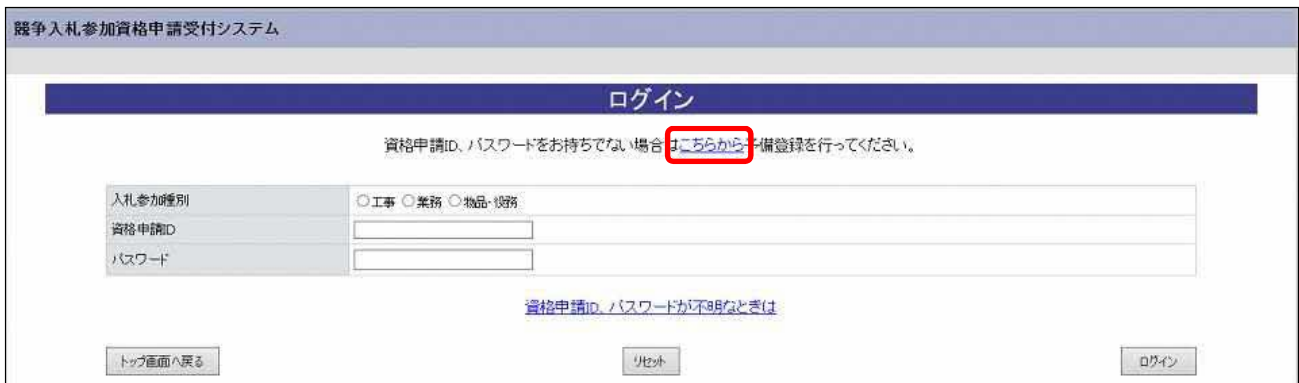 競争入札参加資格申請受付システム
ログイン
資格申請ID、パスワードをお持ちでない場合はこちらから予備登録を行ってください。
入札参加種別 ○工事 ○業務 ○物品・役務
資格申請ID
パスワード
資格申請ID、パスワードが不明なときは
トップ画面へ戻る リセット ログイン